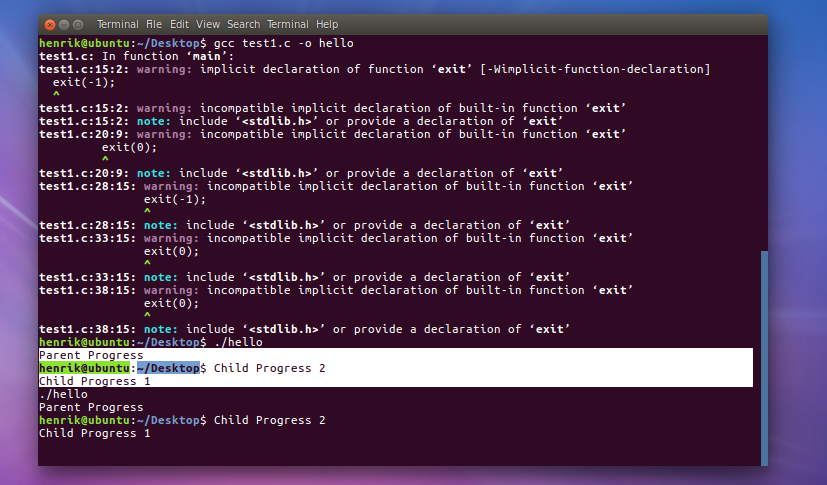 Terminal File Edit View Search Terminal Help
henrik@ubuntu:~/Desktop$ gcc test1.c -o hello
test1.c: In function ‘main’:
test1.c:15:2: warning: implicit declaration of function ‘exit’ [-Wimplicit-function-declaration]
exit(-1);
^
test1.c:15:2: warning: incompatible implicit declaration of built-in function ‘exit’
test1.c:15:2: note: include ‘<stdlib.h>’ or provide a declaration of ‘exit’
test1.c:20:9: warning: incompatible implicit declaration of built-in function ‘exit’
exit(0);
^
test1.c:20:9: note: include ‘<stdlib.h>’ or provide a declaration of ‘exit’
test1.c:28:15: warning: incompatible implicit declaration of built-in function ‘exit’
exit(-1);
^
test1.c:28:15: note: include ‘<stdlib.h>’ or provide a declaration of ‘exit’
test1.c:33:15: warning: incompatible implicit declaration of built-in function ‘exit’
exit(0);
^
test1.c:33:15: note: include ‘<stdlib.h>’ or provide a declaration of ‘exit’
test1.c:38:15: warning: incompatible implicit declaration of built-in function ‘exit’
exit(0);
^
test1.c:38:15: note: include ‘<stdlib.h>’ or provide a declaration of ‘exit’
henrik@ubuntu:~/Desktop$ ./hello
Parent Progress
henrik@ubuntu:~/Desktop$ Child Progress 2
Child Progress 1
./hello
Parent Progress
henrik@ubuntu:~/Desktop$ Child Progress 2
Child Progress 1